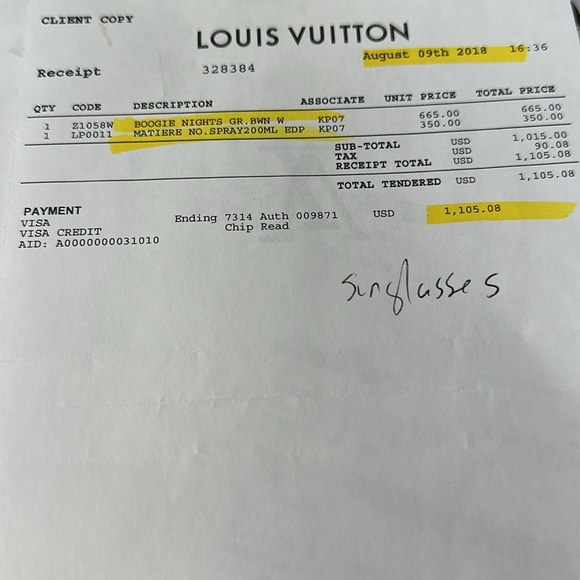 CLIENT COPY
LOUIS VUITTON
August 09th 2018 16:36
Receipt 328384
QTY CODE DESCRIPTION ASSOCIATE UNIT PRICE TOTAL PRICE
1 Z1058W BOOGIE NIGHTS GR.BWN W KP07 665.00 665.00
1 LP0011 MATIERE NO.SPRAY200ML EDP KP07 350.00 350.00
SUB-TOTAL USD 1,015.00
TAX USD 90.08
RECEIPT TOTAL USD 1,105.08
TOTAL TENDERED USD 1,105.08
PAYMENT
VISA Ending 7314 Auth 009871 USD 1,105.08
VISA CREDIT Chip Read
AID: A0000000031010
sunglasses